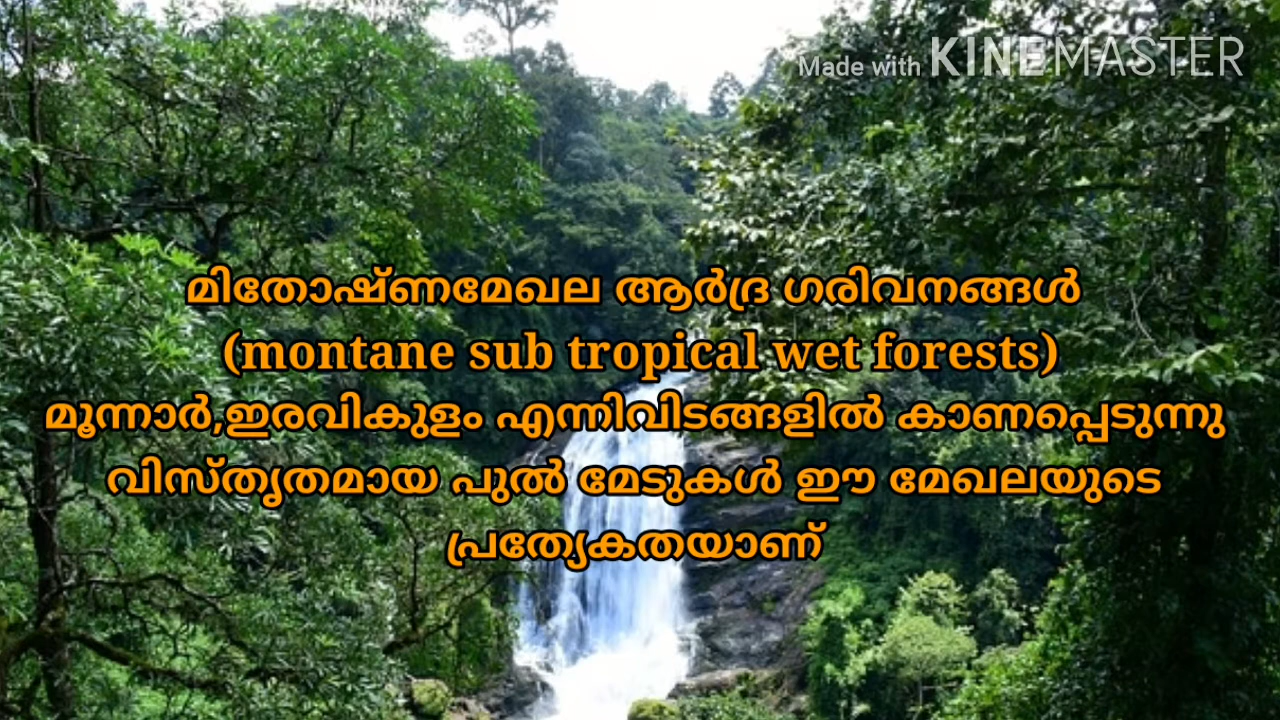 Made with KINEMASTER
മിതോഷ്ണമേഖല ആർദ്ര ഗരിവനങ്ങൾ
(montane sub tropical wet forests)
മൂന്നാർ,ഇരവികുളം എന്നിവിടങ്ങളിൽ കാണപ്പെടുന്നു
വിസ്തൃതമായ പുൽ മേടുകൾ ഈ മേഖലയുടെ
പ്രത്യേകതയാണ്